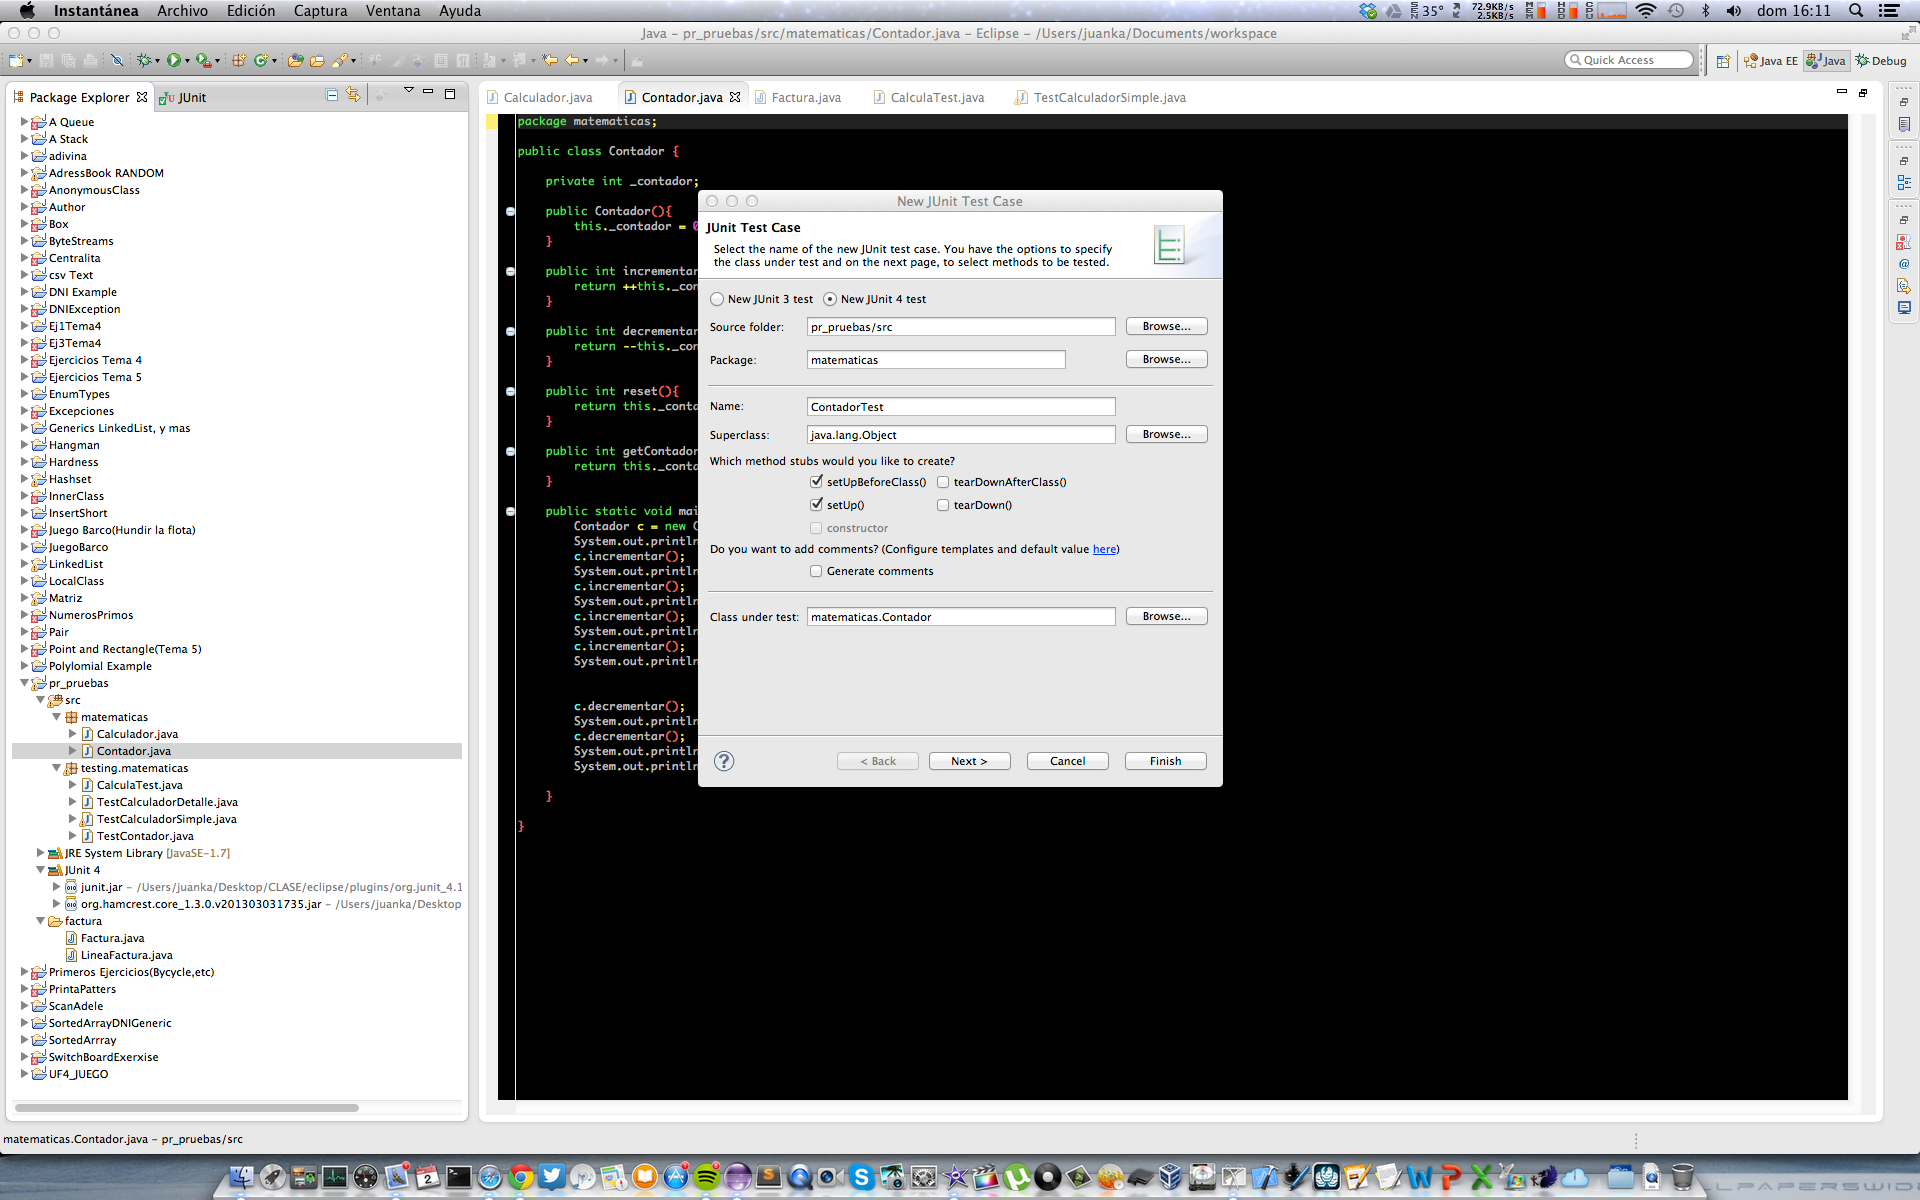 Instantánea Archivo Edición Captura Ventana Ayuda
35° 72.9KB/s 2.5KB/s dom 16:11
Java – pr_pruebas/src/matematicas/Contador.java – Eclipse – /Users/juanka/Documents/workspace
Quick Access Java EE Java Debug
Package Explorer JUnit
Calculador.java Contador.java Factura.java CalculaTest.java TestCalculadorSimple.java
A Queue
A Stack
adivina
AdressBook RANDOM
AnonymousClass
Author
Box
ByteStreams
Centralita
csv Text
DNI Example
DNIException
Ej1Tema4
Ej3Tema4
Ejercicios Tema 4
Ejercicios Tema 5
EnumTypes
Excepciones
Generics LinkedList, y mas
Hangman
Hardness
Hashset
InnerClass
InsertShort
Juego Barco(Hundir la flota)
JuegoBarco
LinkedList
LocalClass
Matriz
NumerosPrimos
Pair
Point and Rectangle(Tema 5)
Polylomial Example
pr_pruebas
src
matematicas
Calculador.java
Contador.java
testing.matematicas
CalculaTest.java
TestCalculadorDetalle.java
TestCalculadorSimple.java
TestContador.java
JRE System Library [JavaSE-1.7]
JUnit 4
junit.jar – /Users/juanka/Desktop/CLASE/eclipse/plugins/org.junit_4.1
org.hamcrest.core_1.3.0.v201303031735.jar – /Users/juanka/Desktop
factura
Factura.java
LineaFactura.java
Primeros Ejercicios(Bycycle,etc)
PrintaPatters
ScanAdele
SortedArrayDNIGeneric
SortedArrray
SwitchBoardExerxise
UF4_JUEGO
package matematicas;
public class Contador {
private int _contador;
public Contador(){
this._contador = 0
}
public int incrementar
return ++this._con
}
public int decrementar
return --this._con
}
public int reset(){
return this._conta
}
public int getContador
return this._conta
}
public static void mai
Contador c = new C
System.out.println
c.incrementar();
System.out.println
c.incrementar();
System.out.println
c.incrementar();
System.out.println
c.incrementar();
System.out.println
c.decrementar();
System.out.println
c.decrementar();
System.out.println
System.out.println
}
}
New JUnit Test Case
JUnit Test Case
Select the name of the new JUnit test case. You have the options to specify
the class under test and on the next page, to select methods to be tested.
New JUnit 3 test New JUnit 4 test
Source folder: pr_pruebas/src Browse...
Package: matematicas Browse...
Name: ContadorTest
Superclass: java.lang.Object Browse...
Which method stubs would you like to create?
setUpBeforeClass() tearDownAfterClass()
setUp() tearDown()
constructor
Do you want to add comments? (Configure templates and default value here)
Generate comments
Class under test: matematicas.Contador Browse...
? < Back Next > Cancel Finish
matematicas.Contador.java – pr_pruebas/src